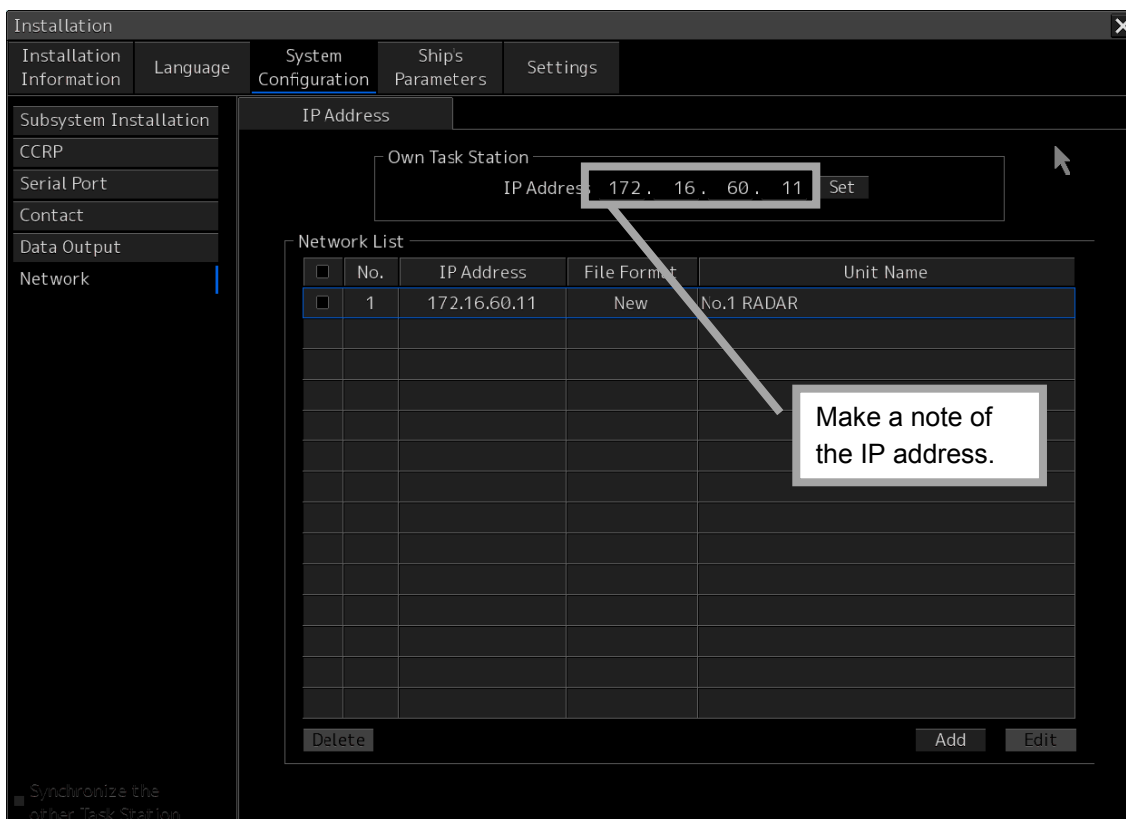 Installation
Installation
Information
Language
System
Configuration
Ship's
Parameters
Settings
Subsystem Installation
CCRP
Serial Port
Contact
Data Output
Network
IP Address
Own Task Station
IP Address 172. 16. 60. 11 Set
Network List
No. IP Address File Format Unit Name
1 172.16.60.11 New No.1 RADAR
Make a note of
the IP address.
Delete Add Edit
Synchronize the
other Task Station